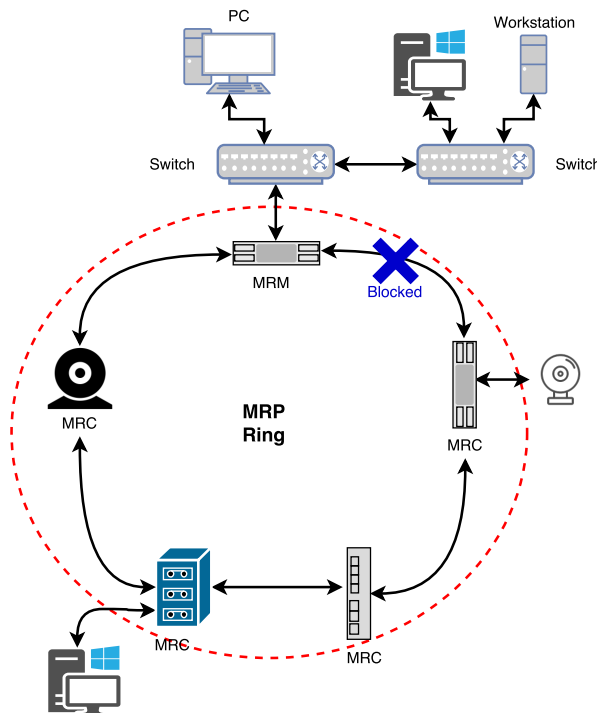 PC
Workstation
Switch
Switch
MRM
Blocked
MRC
MRP
Ring
MRC
MRC
MRC